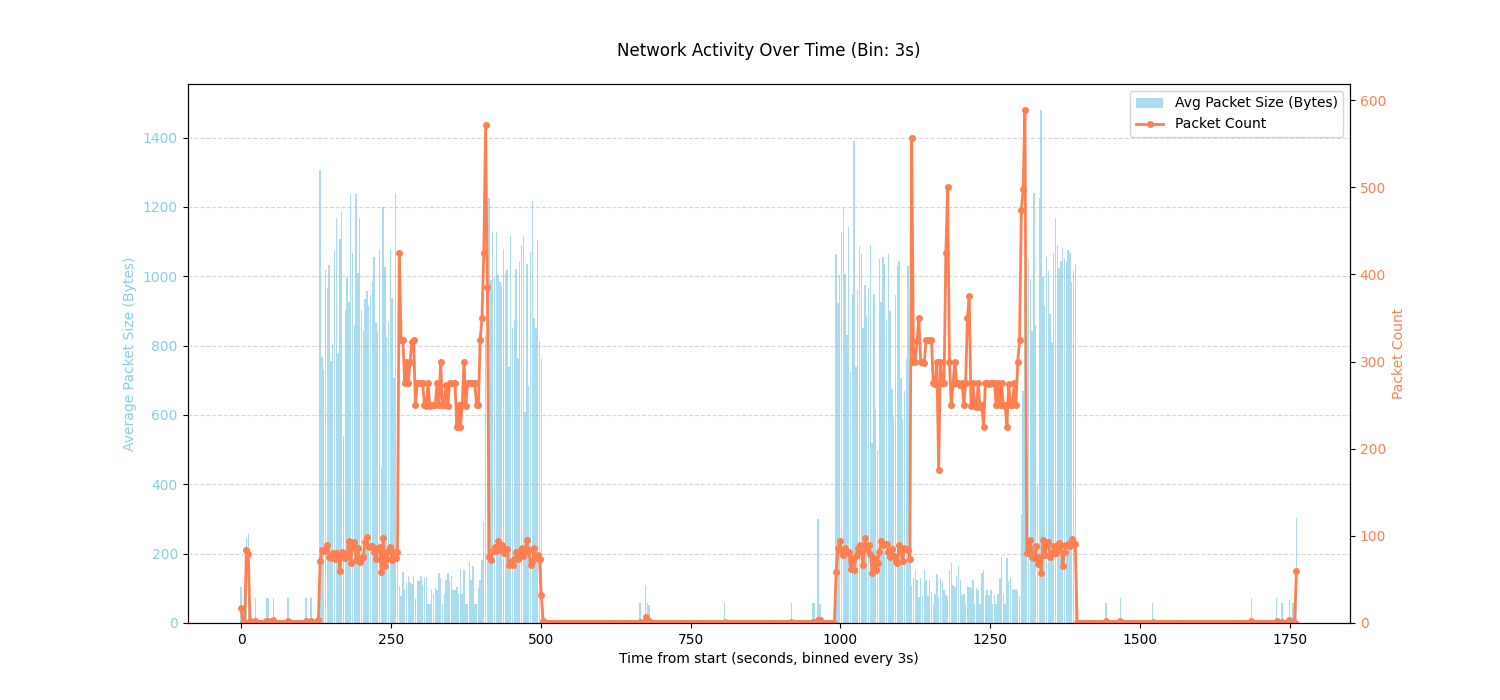 Network Activity Over Time (Bin: 3s)
Avg Packet Size (Bytes)
Packet Count
Average Packet Size (Bytes)
0
200
400
600
800
1000
1200
1400
Packet Count
0
100
200
300
400
500
600
0 250 500 750 1000 1250 1500 1750
Time from start (seconds, binned every 3s)